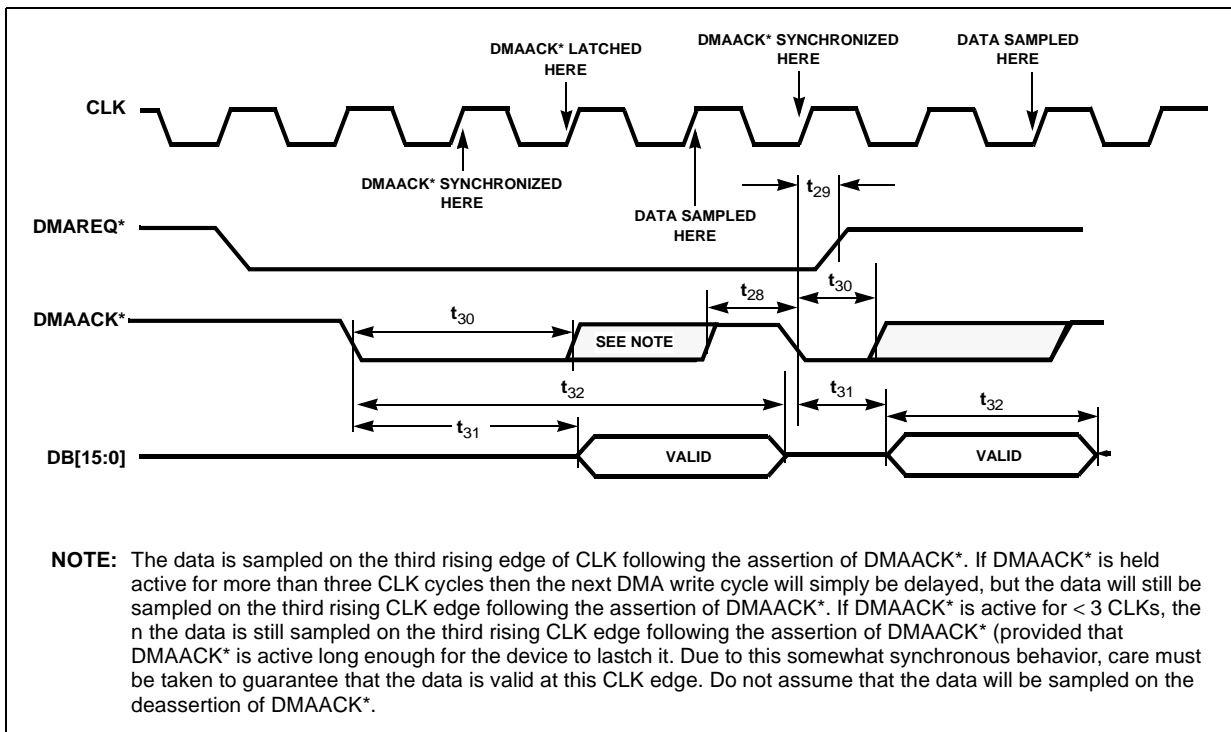 DMAACK* LATCHED
HERE
DMAACK* SYNCHRONIZED
HERE
DATA SAMPLED
HERE
CLK
DMAACK* SYNCHRONIZED
HERE
DATA SAMPLED
HERE
t29
DMAREQ*
t28
t30
DMAACK*
t30
SEE NOTE
t32
t31
t31
t32
DB[15:0]
VALID
VALID
NOTE: The data is sampled on the third rising edge of CLK following the assertion of DMAACK*. If DMAACK* is held
active for more than three CLK cycles then the next DMA write cycle will simply be delayed, but the data will still be
sampled on the third rising CLK edge following the assertion of DMAACK*. If DMAACK* is active for < 3 CLKs, the
n the data is still sampled on the third rising CLK edge following the assertion of DMAACK* (provided that
DMAACK* is active long enough for the device to lastch it. Due to this somewhat synchronous behavior, care must
be taken to guarantee that the data is valid at this CLK edge. Do not assume that the data will be sampled on the
deassertion of DMAACK*.